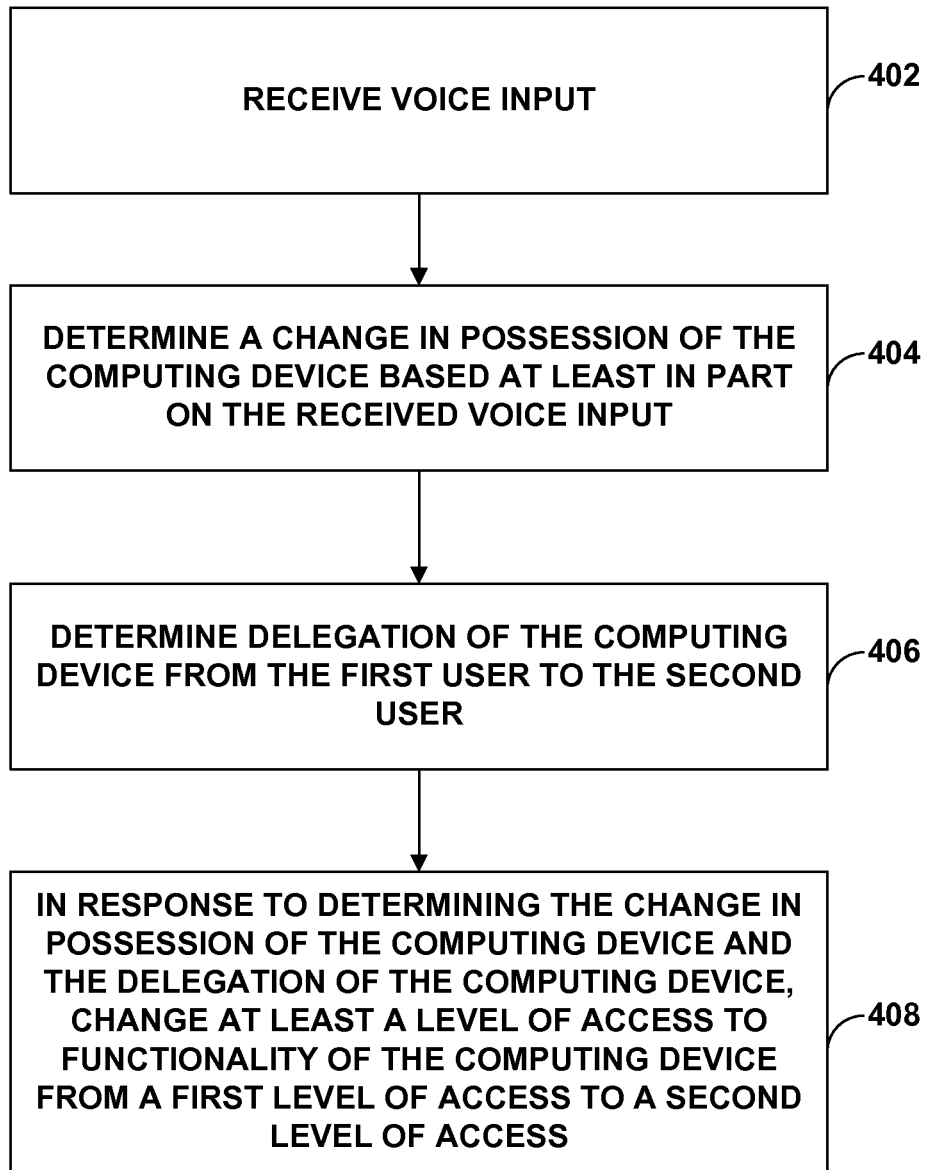 RECEIVE VOICE INPUT
402
DETERMINE A CHANGE IN POSSESSION OF THE
COMPUTING DEVICE BASED AT LEAST IN PART
ON THE RECEIVED VOICE INPUT
404
DETERMINE DELEGATION OF THE COMPUTING
DEVICE FROM THE FIRST USER TO THE SECOND
USER
406
IN RESPONSE TO DETERMINING THE CHANGE IN
POSSESSION OF THE COMPUTING DEVICE AND
THE DELEGATION OF THE COMPUTING DEVICE,
CHANGE AT LEAST A LEVEL OF ACCESS TO
FUNCTIONALITY OF THE COMPUTING DEVICE
FROM A FIRST LEVEL OF ACCESS TO A SECOND
LEVEL OF ACCESS
408